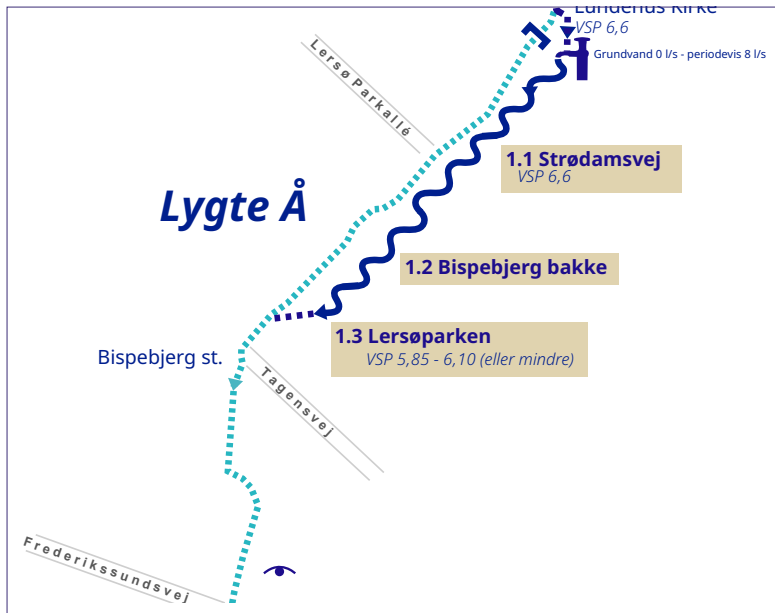 Lundehus Kirke
VSP 6,6
Grundvand 0 l/s - periodevis 8 l/s
Lersø Parkallé
1.1 Strødamsvej
VSP 6,6
Lygte Å
1.2 Bispebjerg bakke
1.3 Lersøparken
VSP 5,85 - 6,10 (eller mindre)
Bispebjerg st.
Tagensvej
Frederikssundsvej